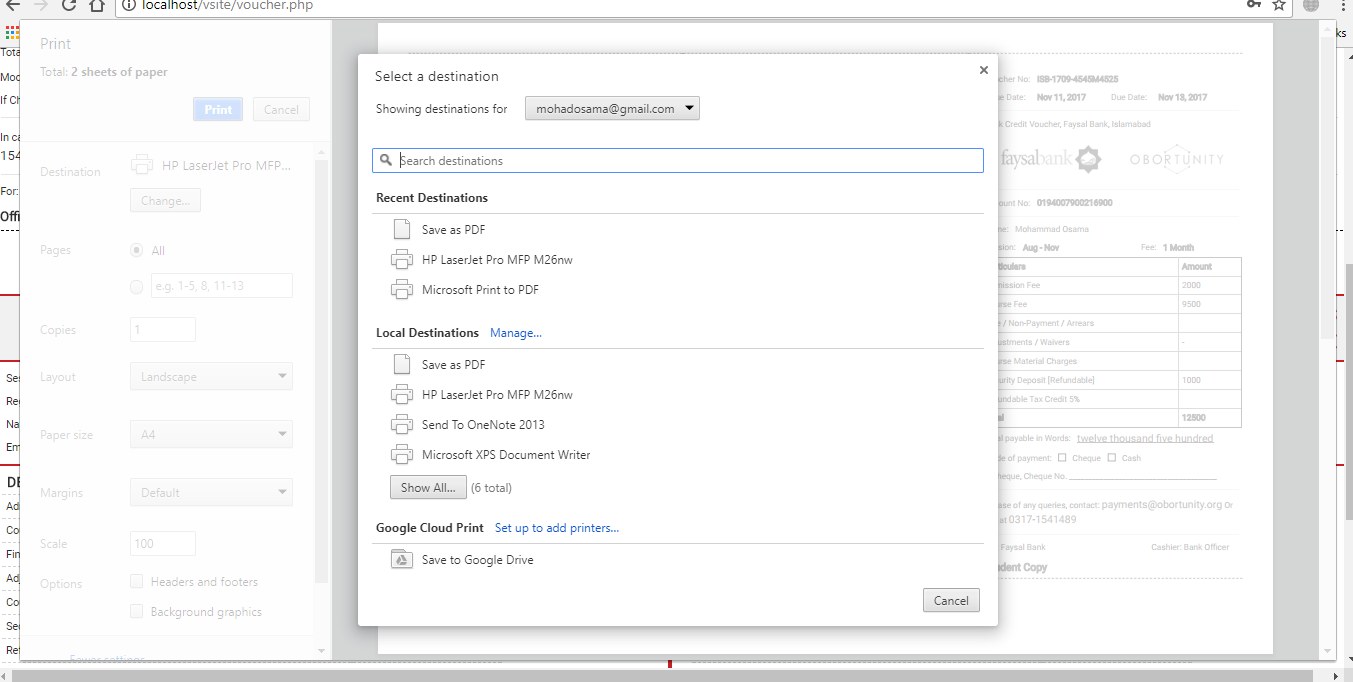 localhost/vsite/voucher.php
Print
Total: 2 sheets of paper
Print
Cancel
Destination
HP LaserJet Pro MFP...
Change...
Pages
All
e.g. 1-5, 8, 11-13
Copies
1
Layout
Landscape
Paper size
A4
Margins
Default
Scale
100
Options
Headers and footers
Background graphics
Fewer settings
Tota
Mod
If Ch
In ca
154
For:
Offi
Ses
Na
Em
DE
Ad
Co
Fin
Adj
Co
Sec
Ref
Select a destination
Showing destinations for
mohadosama@gmail.com
Search destinations
Recent Destinations
Save as PDF
HP LaserJet Pro MFP M26nw
Microsoft Print to PDF
Local Destinations Manage...
Save as PDF
HP LaserJet Pro MFP M26nw
Send To OneNote 2013
Microsoft XPS Document Writer
Show All... (6 total)
Google Cloud Print Set up to add printers...
Save to Google Drive
Cancel
ks
cher No: ISB-1709-4545M4525
e Date: Nov 11, 2017 Due Date: Nov 13, 2017
k Credit Voucher, Faysal Bank, Islamabad
faysalbank OBORTUNITY
ount No: 0194007900216900
me: Mohammad Osama
sion: Aug - Nov Fee: 1 Month
ticulars Amount
mission Fee 2000
rse Fee 9500
/ Non-Payment / Arrears
ustments / Waivers -
rse Material Charges
urity Deposit [Refundable] 1000
undable Tax Credit 5%
al 12500
al payable in Words: twelve thousand five hundred
de of payment: Cheque Cash
heque, Cheque No.
ase of any queries, contact: payments@obortunity.org Or
at 0317-1541489
Faysal Bank Cashier: Bank Officer
dent Copy